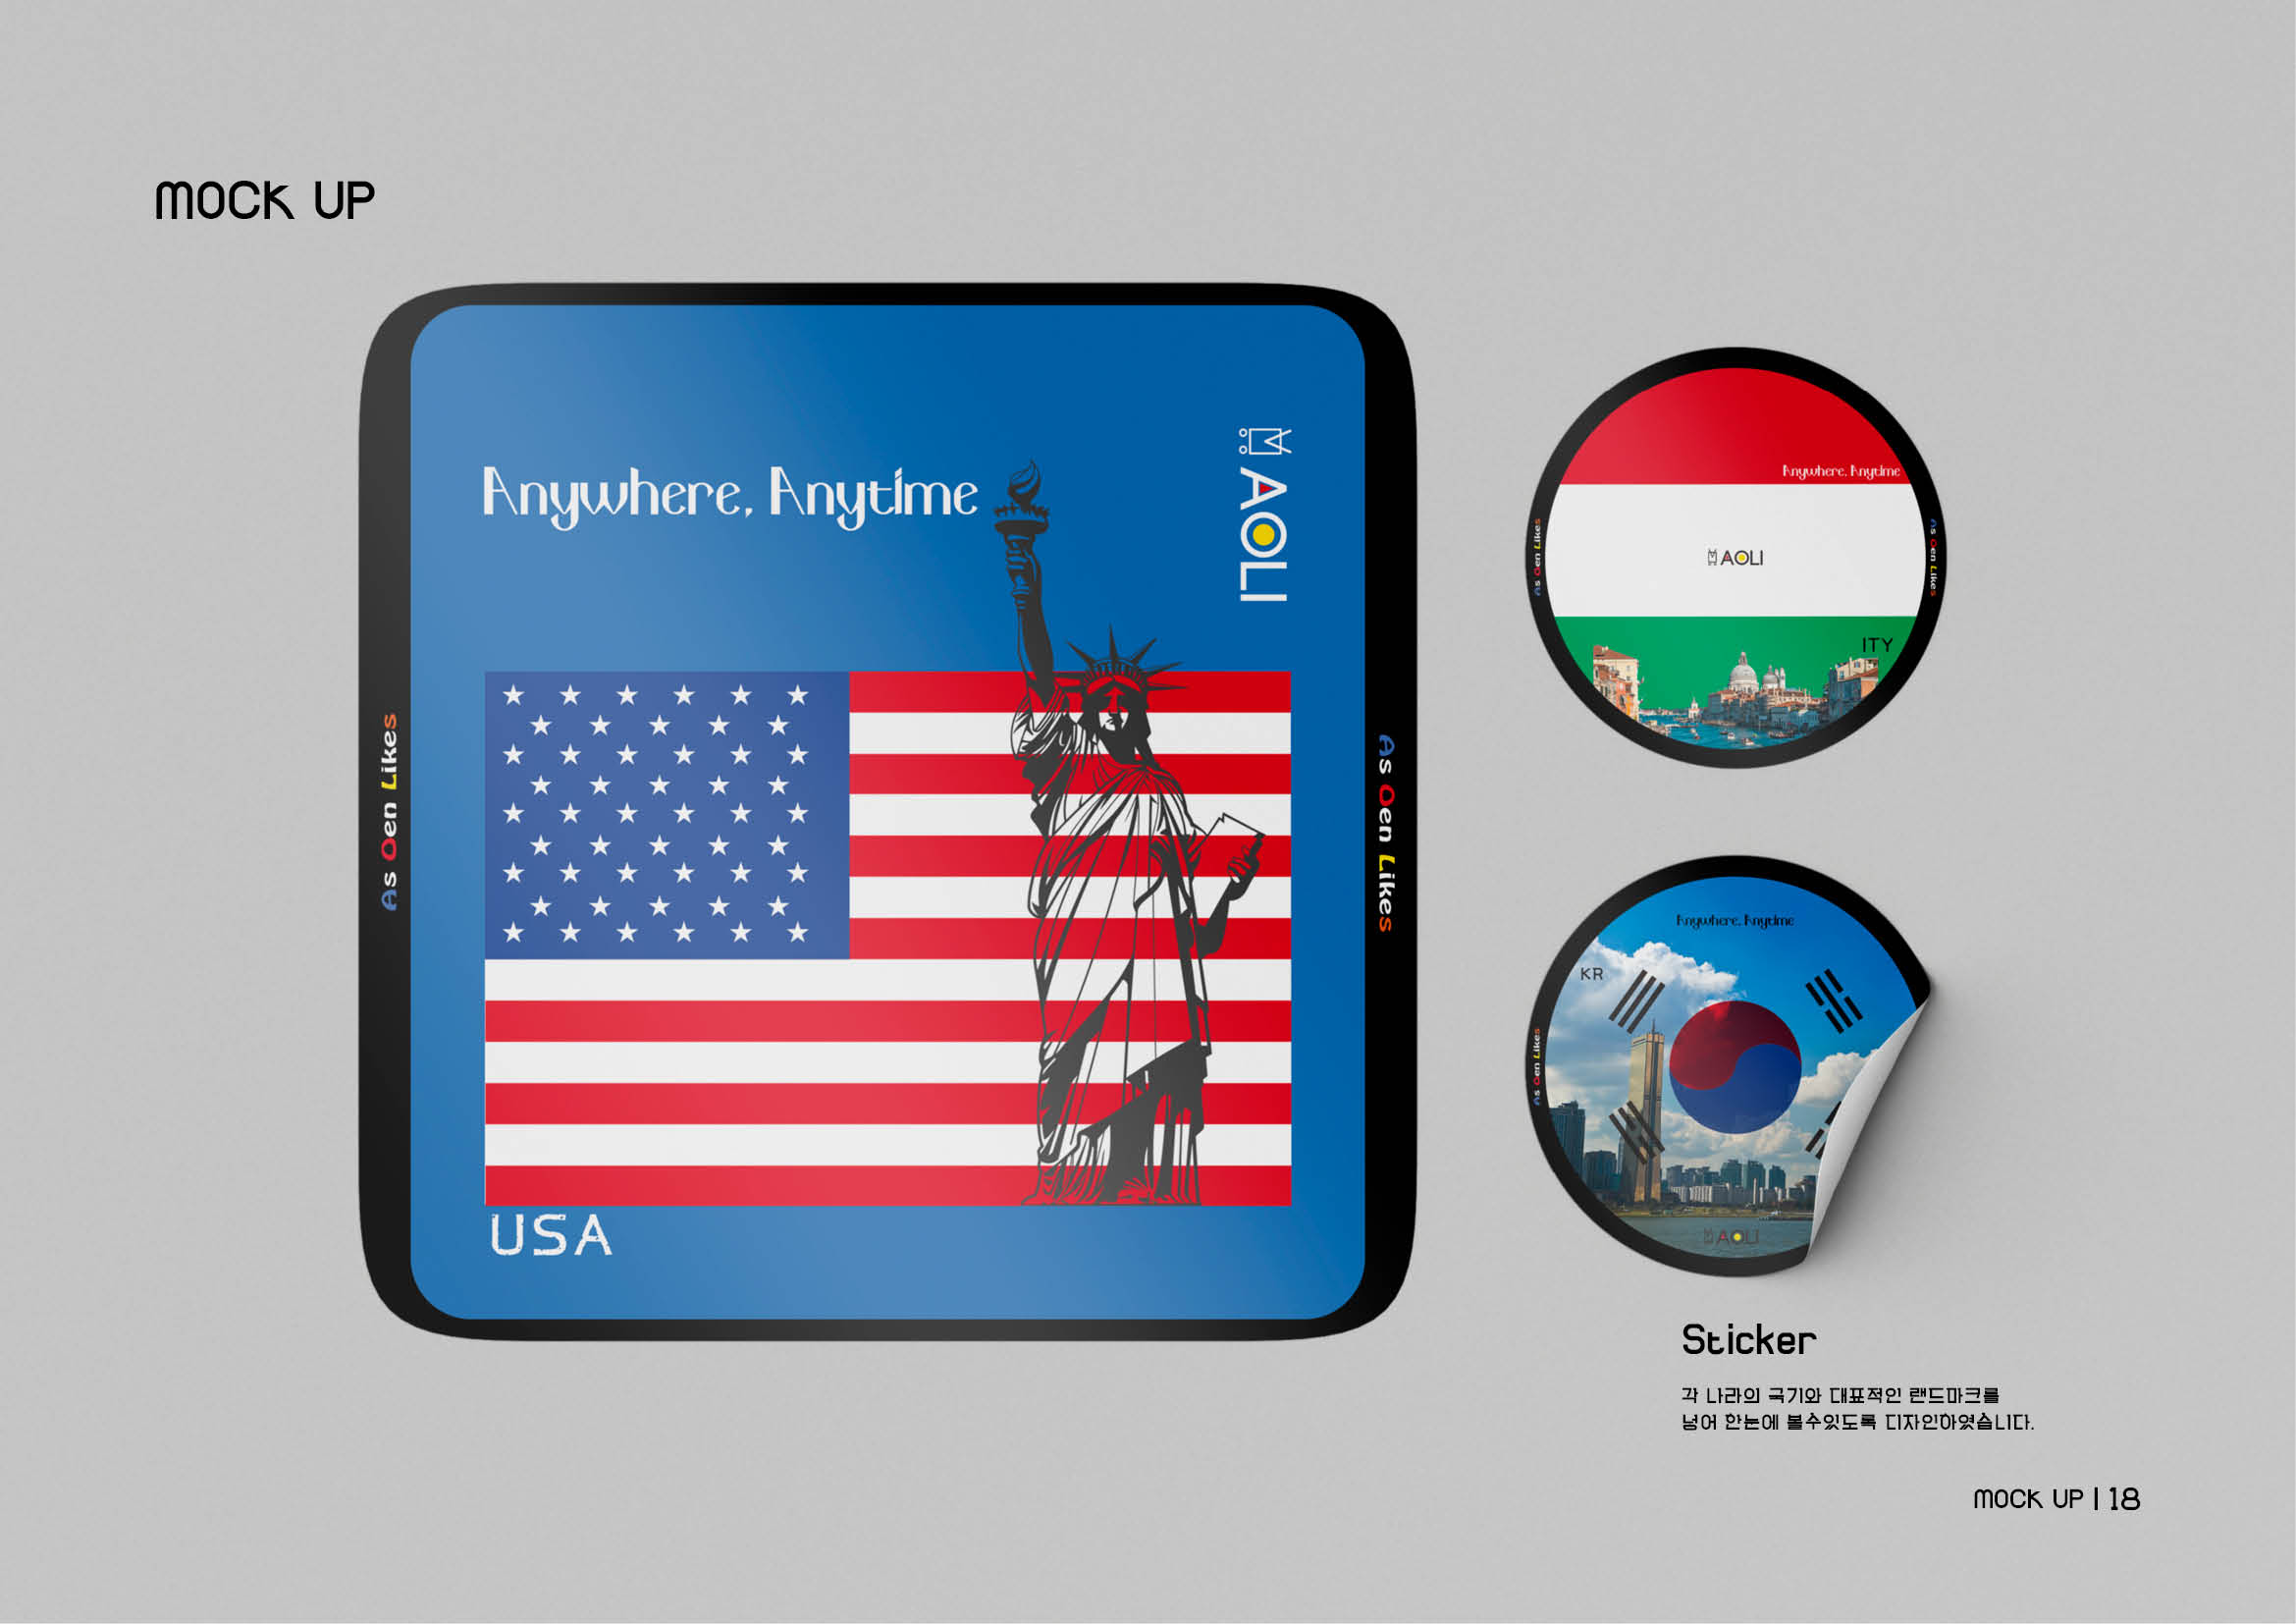 MOCK UP
Anywhere, Anytime
AOLI
As Oen Likes
As Oen Likes
USA
Anywhere, Anytime
As Oen Likes
AOLI
As Oen Likes
ITY
Anywhere, Anytime
KR
As Oen Likes
AOLI
Sticker
각 나라의 국기와 대표적인 랜드마크를
넣어 한눈에 볼수있도록 디자인하였습니다.
MOCK UP | 18